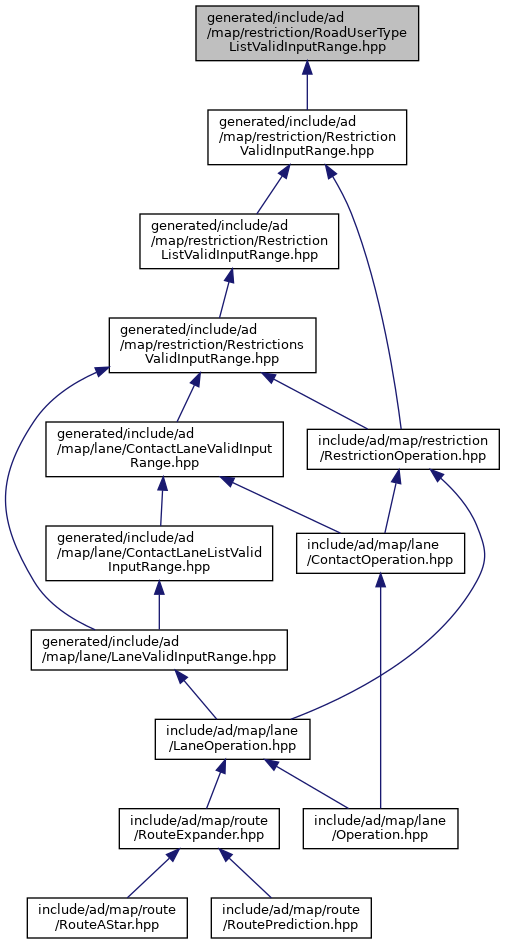 generated/include/ad
/map/restriction/RoadUserType
ListValidInputRange.hpp
generated/include/ad
/map/restriction/Restriction
ValidInputRange.hpp
generated/include/ad
/map/restriction/Restriction
ListValidInputRange.hpp
generated/include/ad
/map/restriction/Restrictions
ValidInputRange.hpp
generated/include/ad
/map/lane/ContactLaneValidInput
Range.hpp
include/ad/map/restriction
/RestrictionOperation.hpp
generated/include/ad
/map/lane/ContactLaneListValid
InputRange.hpp
include/ad/map/lane
/ContactOperation.hpp
generated/include/ad
/map/lane/LaneValidInputRange.hpp
include/ad/map/lane
/LaneOperation.hpp
include/ad/map/route
/RouteExpander.hpp
include/ad/map/lane
/Operation.hpp
include/ad/map/route
/RouteAStar.hpp
include/ad/map/route
/RoutePrediction.hpp